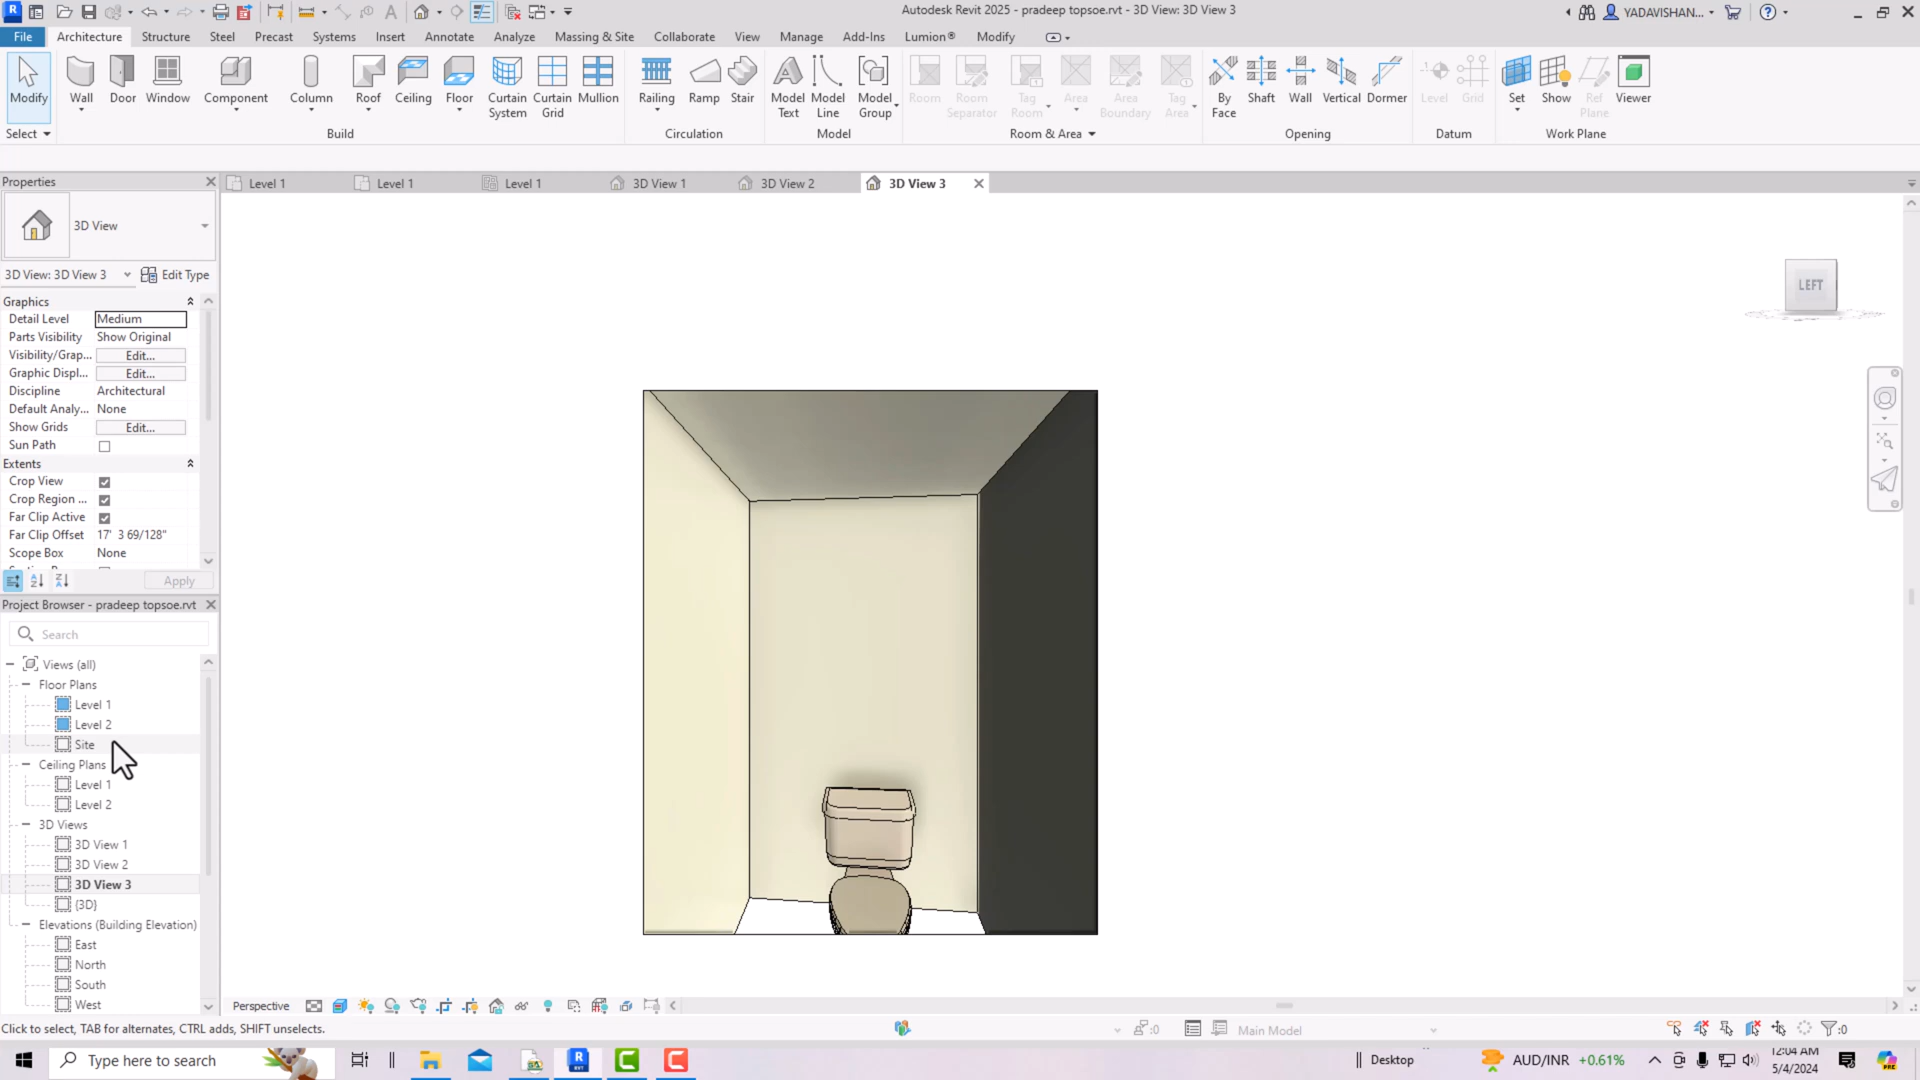 Autodesk Revit 2025 - pradeep topsoe.rvt - 3D View: 3D View 3
YADAVISHAN...
File Architecture Structure Steel Precast Systems Insert Annotate Analyze Massing & Site Collaborate View Manage Add-Ins Lumion® Modify
Modify Wall Door Window Component Column Roof Ceiling Floor Curtain System Curtain Grid Mullion Railing Ramp Stair Model Text Model Line Model Group Room Room Separator Tag Room Area Area Boundary Tag Area By Face Shaft Wall Vertical Dormer Level Grid Set Show Ref Plane Viewer
Select Build Circulation Model Room & Area Opening Datum Work Plane
Properties
Level 1 Level 1 Level 1 3D View 1 3D View 2 3D View 3
3D View
3D View: 3D View 3 Edit Type
Graphics
Detail Level Medium
Parts Visibility Show Original
Visibility/Grap... Edit...
Graphic Displ... Edit...
Discipline Architectural
Default Analy... None
Show Grids Edit...
Sun Path
Extents
Crop View
Crop Region ...
Far Clip Active
Far Clip Offset 17' 3 69/128"
Scope Box None
Apply
LEFT
Project Browser - pradeep topsoe.rvt
Search
Views (all)
Floor Plans
Level 1
Level 2
Site
Ceiling Plans
Level 1
Level 2
3D Views
3D View 1
3D View 2
3D View 3
{3D}
Elevations (Building Elevation)
East
North
South
West
Perspective
Click to select, TAB for alternates, CTRL adds, SHIFT unselects.
:0
Main Model
:0
Type here to search
Desktop
AUD/INR +0.61%
12:04 AM
5/4/2024